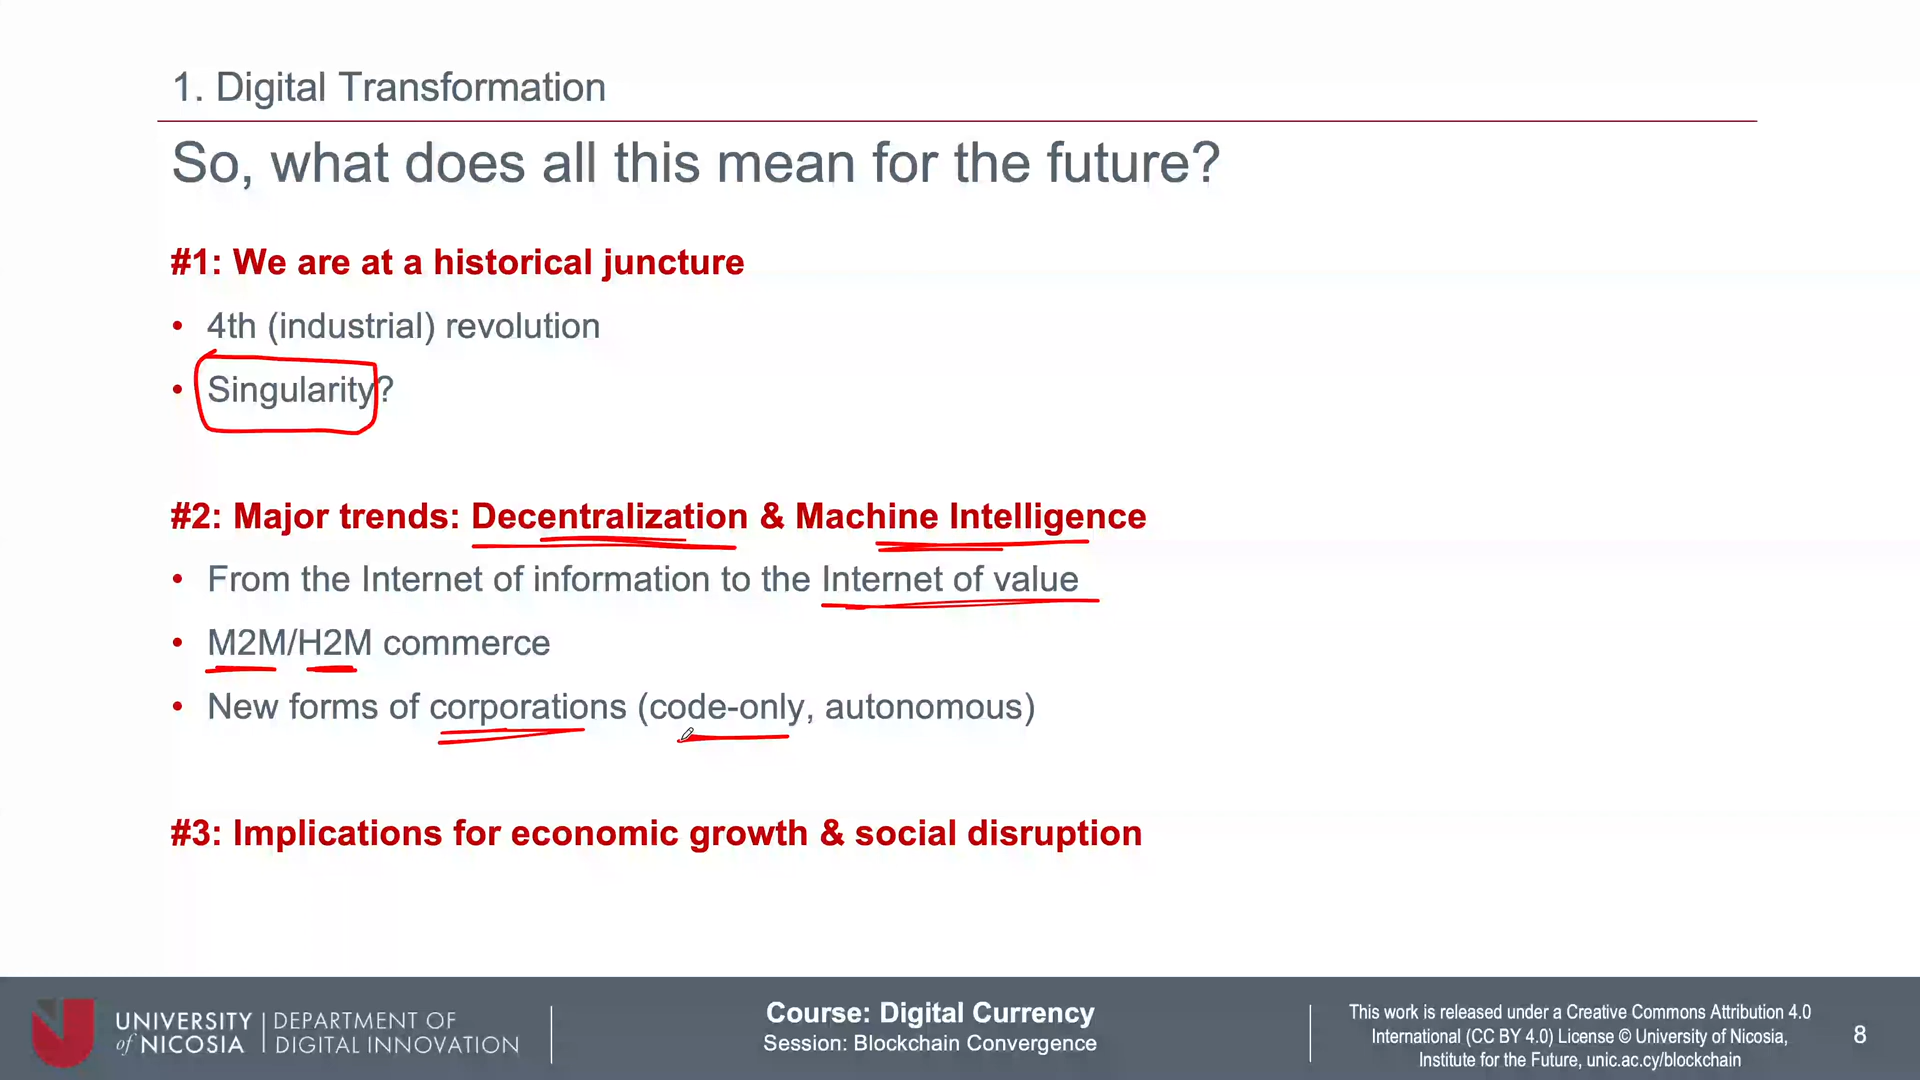 1. Digital Transformation
So, what does all this mean for the future?
#1: We are at a historical juncture
• 4th (industrial) revolution
• Singularity?
#2: Major trends: Decentralization & Machine Intelligence
• From the Internet of information to the Internet of value
• M2M/H2M commerce
• New forms of corporations (code-only, autonomous)
#3: Implications for economic growth & social disruption
UNIVERSITY
of NICOSIA
DEPARTMENT OF
DIGITAL INNOVATION
Course: Digital Currency
Session: Blockchain Convergence
This work is released under a Creative Commons Attribution 4.0
International (CC BY 4.0) License © University of Nicosia,
Institute for the Future, unic.ac.cy/blockchain
8